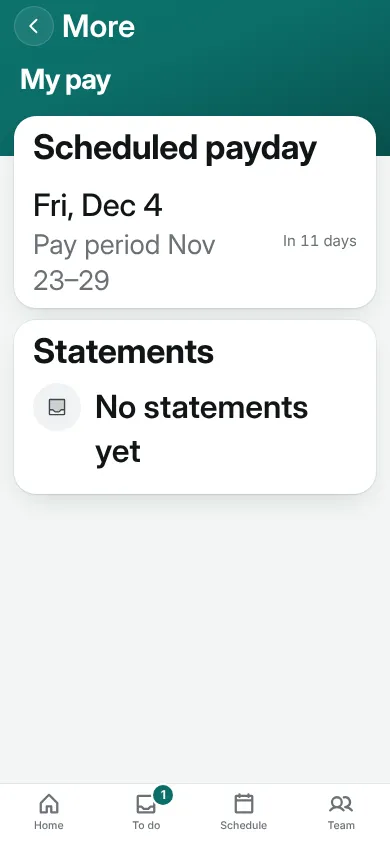 More
My pay
Scheduled payday
Fri, Dec 4
Pay period Nov
23–29
In 11 days
Statements
No statements
yet
1
Home
To do
Schedule
Team